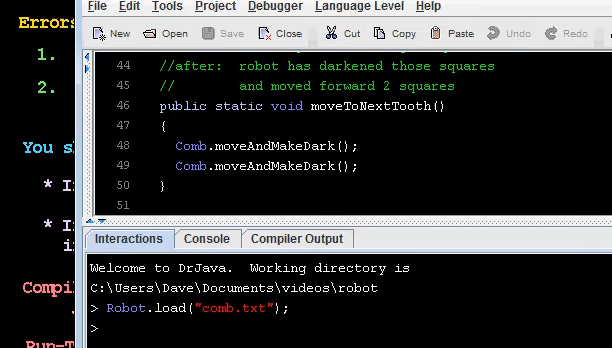 Errors
1.
2.
You s
* I
* I
i
Compil
Run-T
File Edit Tools Project Debugger Language Level Help
New Open Save Close Cut Copy Paste Undo Redo
44 //after: robot has darkened those squares
45 // and moved forward 2 squares
46 public static void moveToNextTooth()
47 {
48 Comb.moveAndMakeDark();
49 Comb.moveAndMakeDark();
50 }
51
Interactions Console Compiler Output
Welcome to DrJava. Working directory is
C:\Users\Dave\Documents\videos\robot
> Robot.load("comb.txt");
>